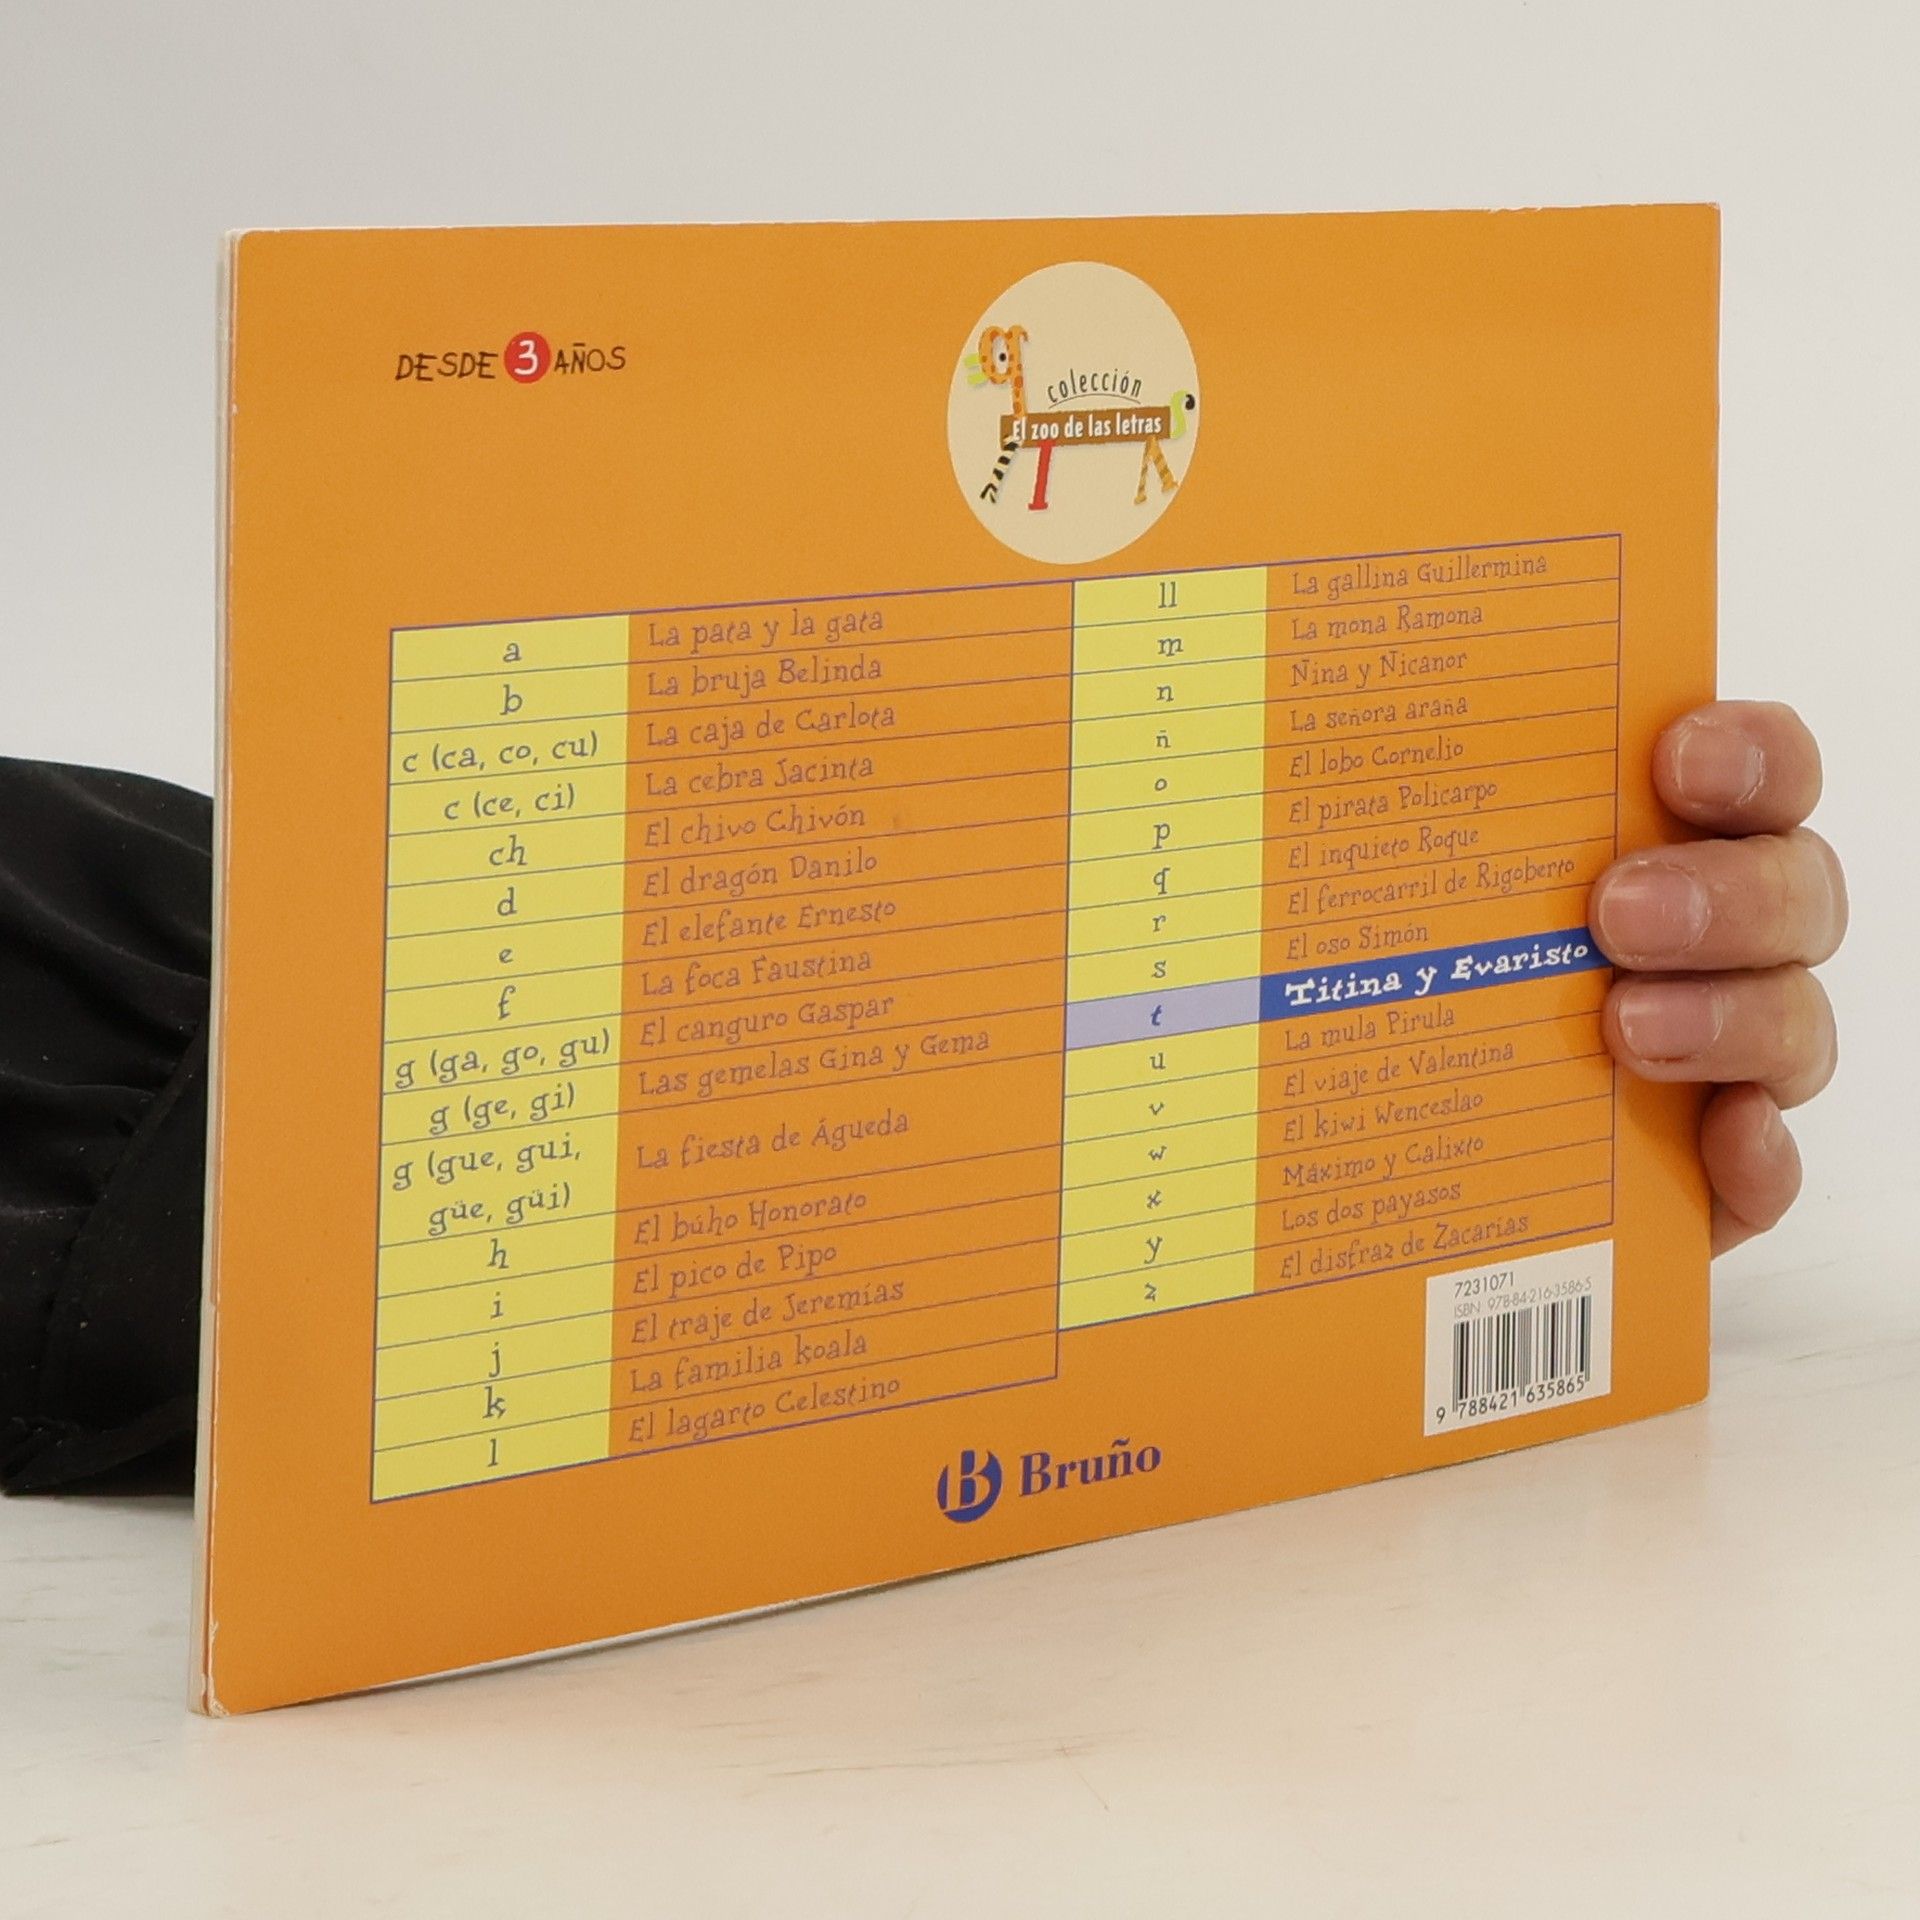 DESDE 3 AÑOS
colección
El zoo de las letras
a La pata y la gata
b La bruja Belinda
c (ca, co, cu) La caja de Carlota
c (ce, ci) La cebra Jacinta
ch El chivo Chivón
d El dragón Danilo
e El elefante Ernesto
f La foca Faustina
g (ga, go, gu) El canguro Gaspar
g (ge, gi) Las gemelas Gina y Gema
g (gue, gui,
güe, güi) La fiesta de Águeda
h El búho Honorato
i El pico de Pipo
j El traje de Jeremías
k La familia koala
l El lagarto Celestino
ll La gallina Guillermina
m La mona Ramona
n Nina y Nicanor
ñ La señora araña
o El lobo Cornelio
p El pirata Policarpo
q El inquieto Roque
r El ferrocarril de Rigoberto
s El oso Simón
t Titina y Evaristo
u La mula Pirula
v El viaje de Valentina
w El kiwi Wenceslao
x Máximo y Calixto
y Los dos payasos
z El disfraz de Zacarías
7231071
ISBN 978-84-216-3586-5
9 788421 635865
B Bruño